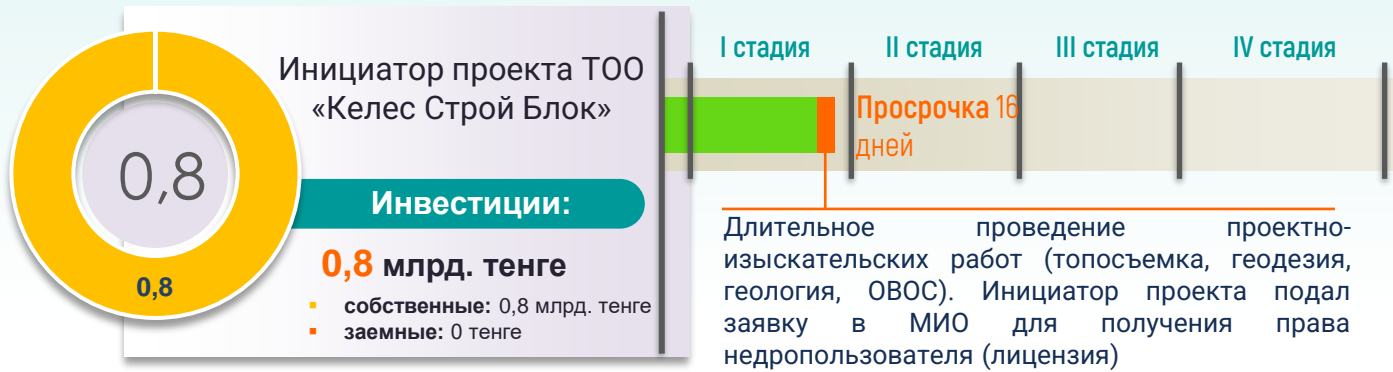 0,8
0,8
Инициатор проекта ТОО
«Келес Строй Блок»
Инвестиции:
0,8 млрд. тенге
▪ собственные: 0,8 млрд. тенге
▪ заемные: 0 тенге
I стадия II стадия III стадия IV стадия
Просрочка 16
дней
Длительное проведение проектно-
изыскательских работ (топосъемка, геодезия,
геология, ОВОС). Инициатор проекта подал
заявку в МИО для получения права
недропользователя (лицензия)